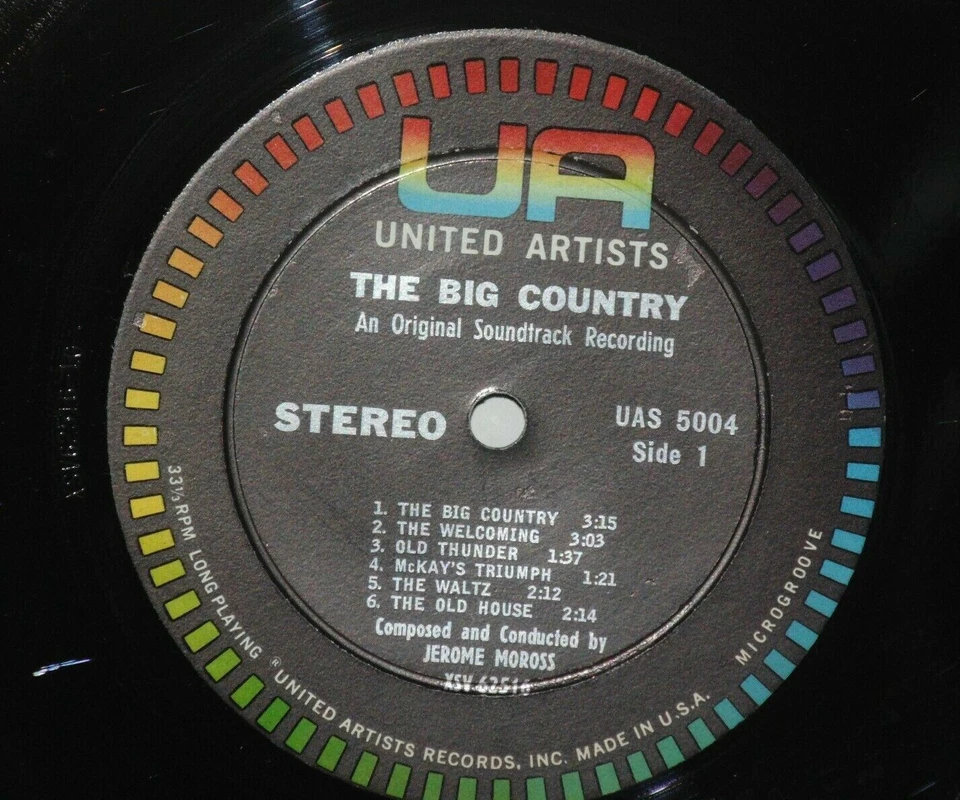 UA
UNITED ARTISTS
THE BIG COUNTRY
An Original Soundtrack Recording
STEREO
UAS 5004
Side 1
1. THE BIG COUNTRY 3:15
2. THE WELCOMING 3:03
3. OLD THUNDER 1:37
4. McKAY'S TRIUMPH 1:21
5. THE WALTZ 2:12
6. THE OLD HOUSE 2:14
Composed and Conducted by
JEROME MOROSS
XSV 62516
33⅓ RPM LONG PLAYING ® UNITED ARTISTS RECORDS, INC. MADE IN U.S.A. MICROGROOVE